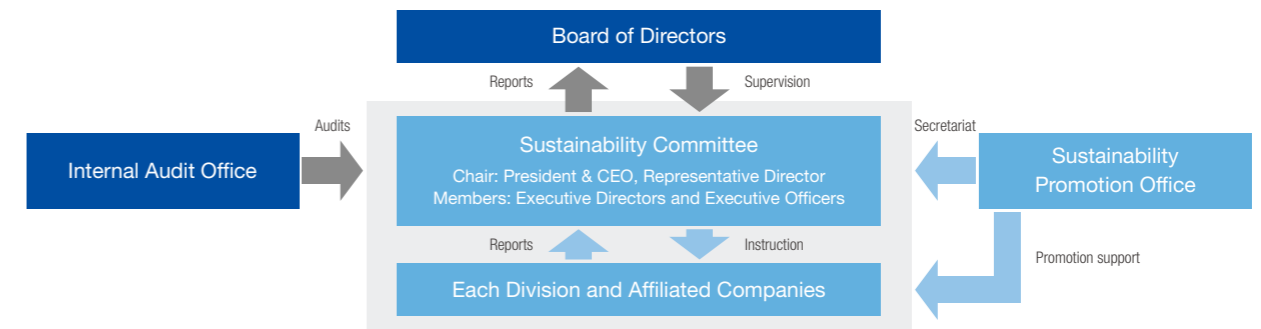 Board of Directors
Reports
Supervision
Audits
Secretariat
Internal Audit Office
Sustainability Committee
Chair: President & CEO, Representative Director
Members: Executive Directors and Executive Officers
Sustainability
Promotion Office
Reports
Instruction
Promotion support
Each Division and Affiliated Companies